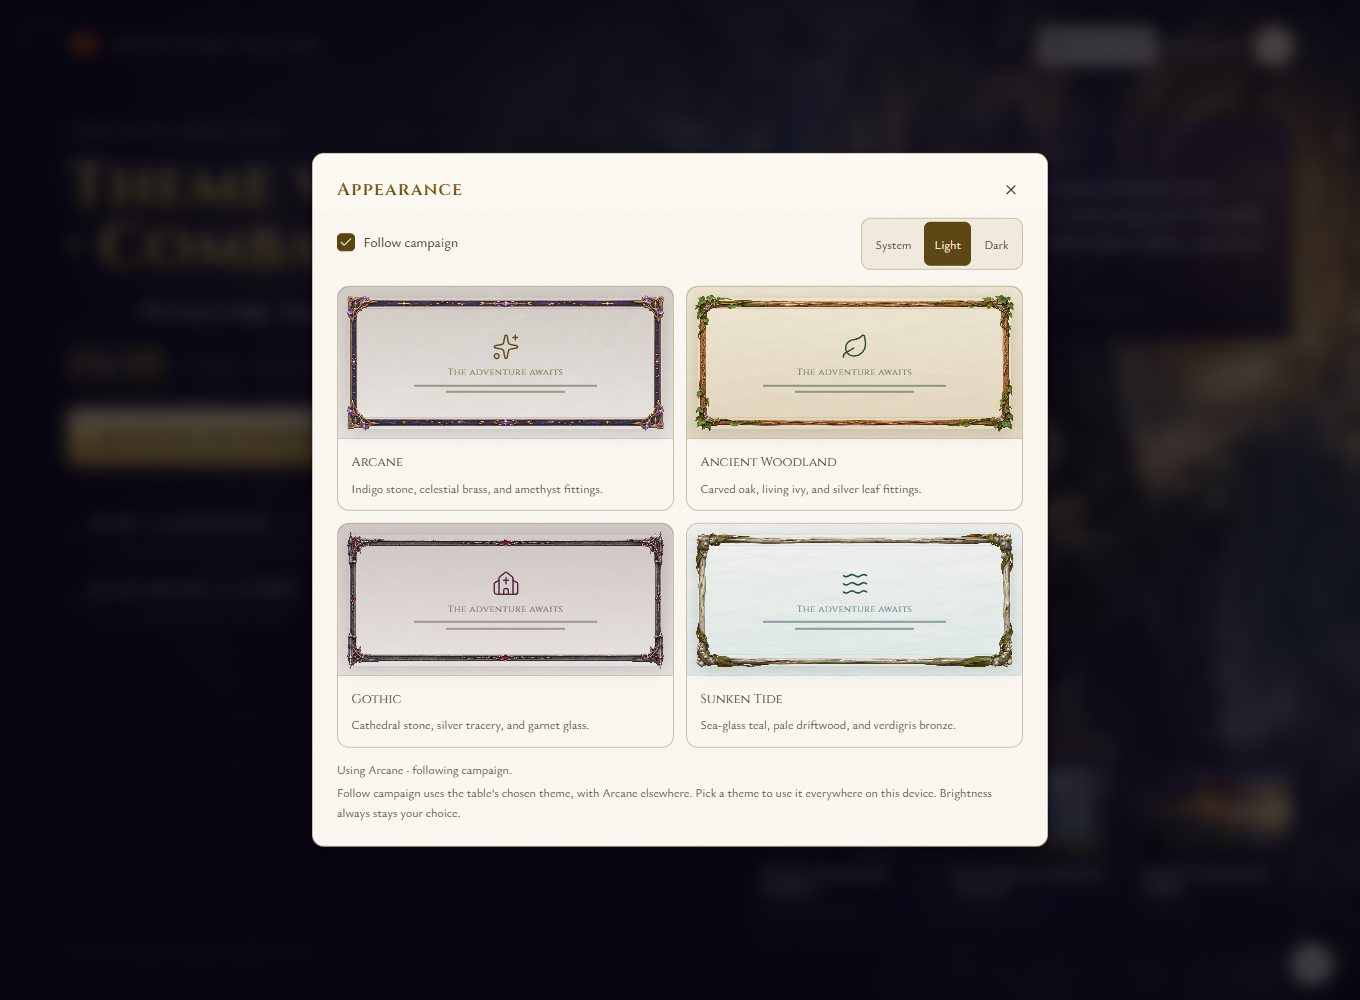 Appearance
Follow campaign
System Light Dark
The adventure awaits
The adventure awaits
Arcane
Ancient Woodland
Indigo stone, celestial brass, and amethyst fittings.
Carved oak, living ivy, and silver leaf fittings.
The adventure awaits
The adventure awaits
Gothic
Sunken Tide
Cathedral stone, silver tracery, and garnet glass.
Sea-glass teal, pale driftwood, and verdigris bronze.
Using Arcane · following campaign.
Follow campaign uses the table's chosen theme, with Arcane elsewhere. Pick a theme to use it everywhere on this device. Brightness
always stays your choice.